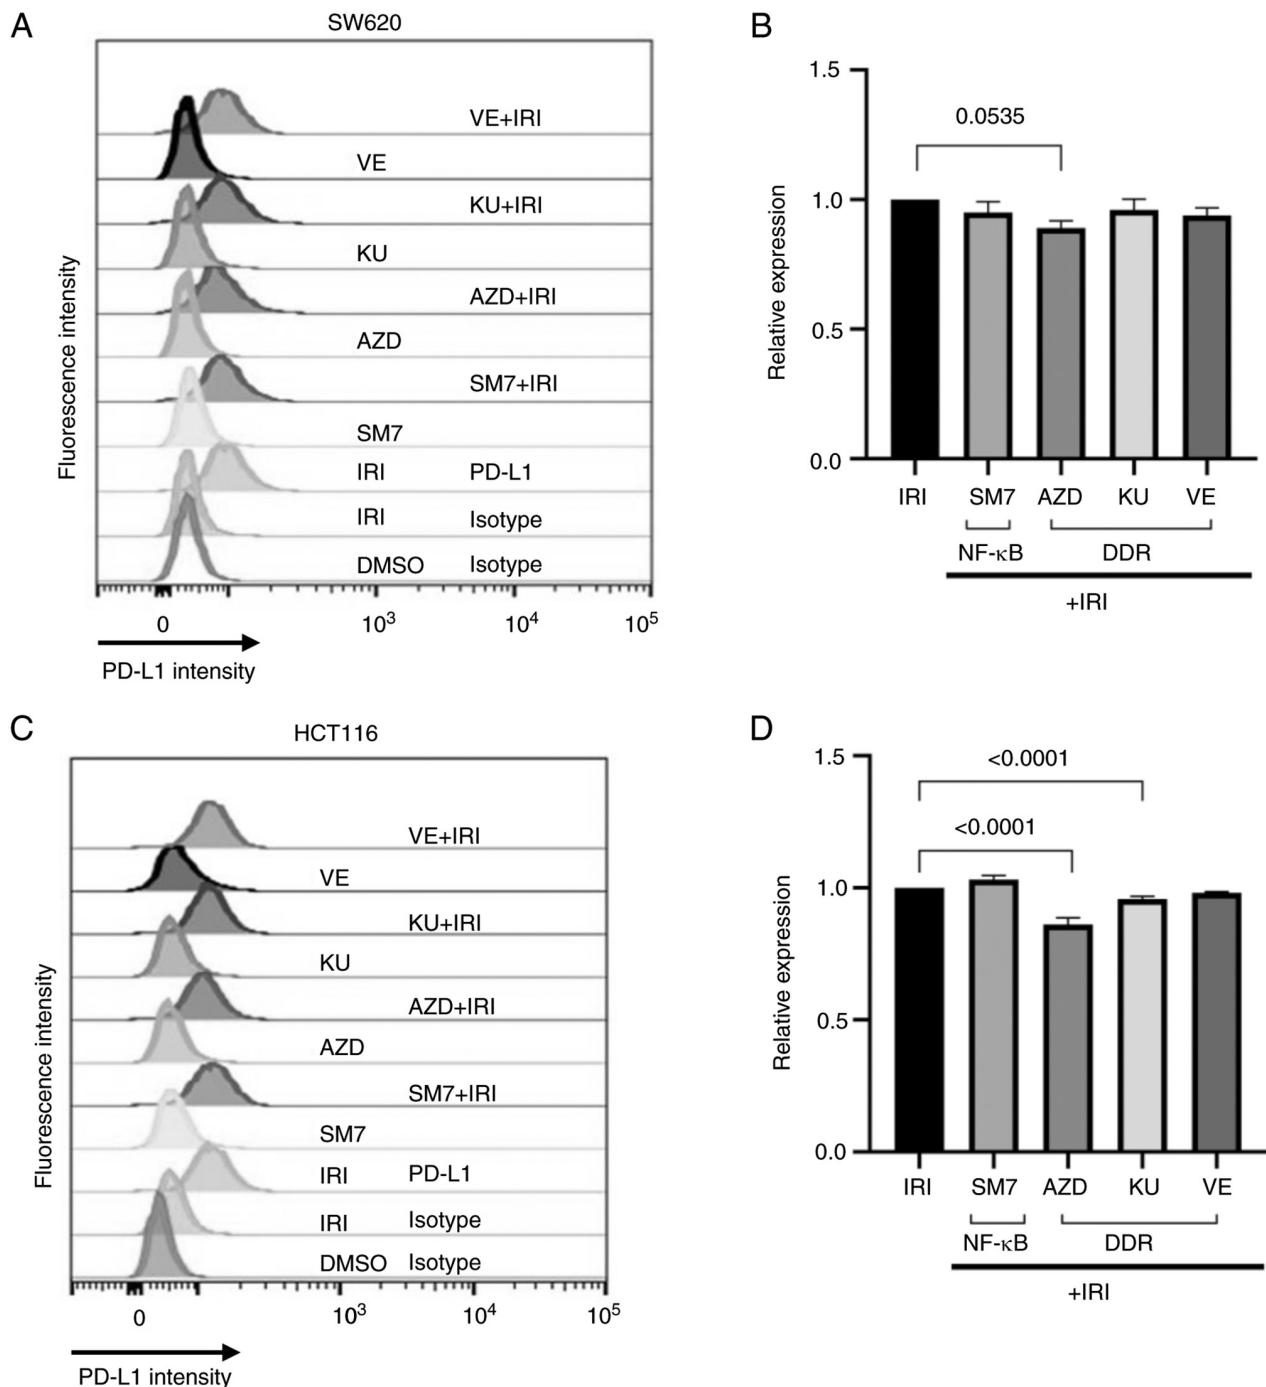 A
SW620
VE+IRI
VE
KU+IRI
KU
AZD+IRI
AZD
SM7+IRI
SM7
IRI PD-L1
IRI Isotype
DMSO Isotype
Fluorescence intensity
0 10³ 10⁴ 10⁵
PD-L1 intensity
B
1.5
1.0
0.5
0.0
Relative expression
0.0535
IRI SM7 AZD KU VE
NF-κB DDR
+IRI
C
HCT116
VE+IRI
VE
KU+IRI
KU
AZD+IRI
AZD
SM7+IRI
SM7
IRI PD-L1
IRI Isotype
DMSO Isotype
Fluorescence intensity
0 10³ 10⁴ 10⁵
PD-L1 intensity
D
1.5
1.0
0.5
0.0
Relative expression
<0.0001
<0.0001
IRI SM7 AZD KU VE
NF-κB DDR
+IRI